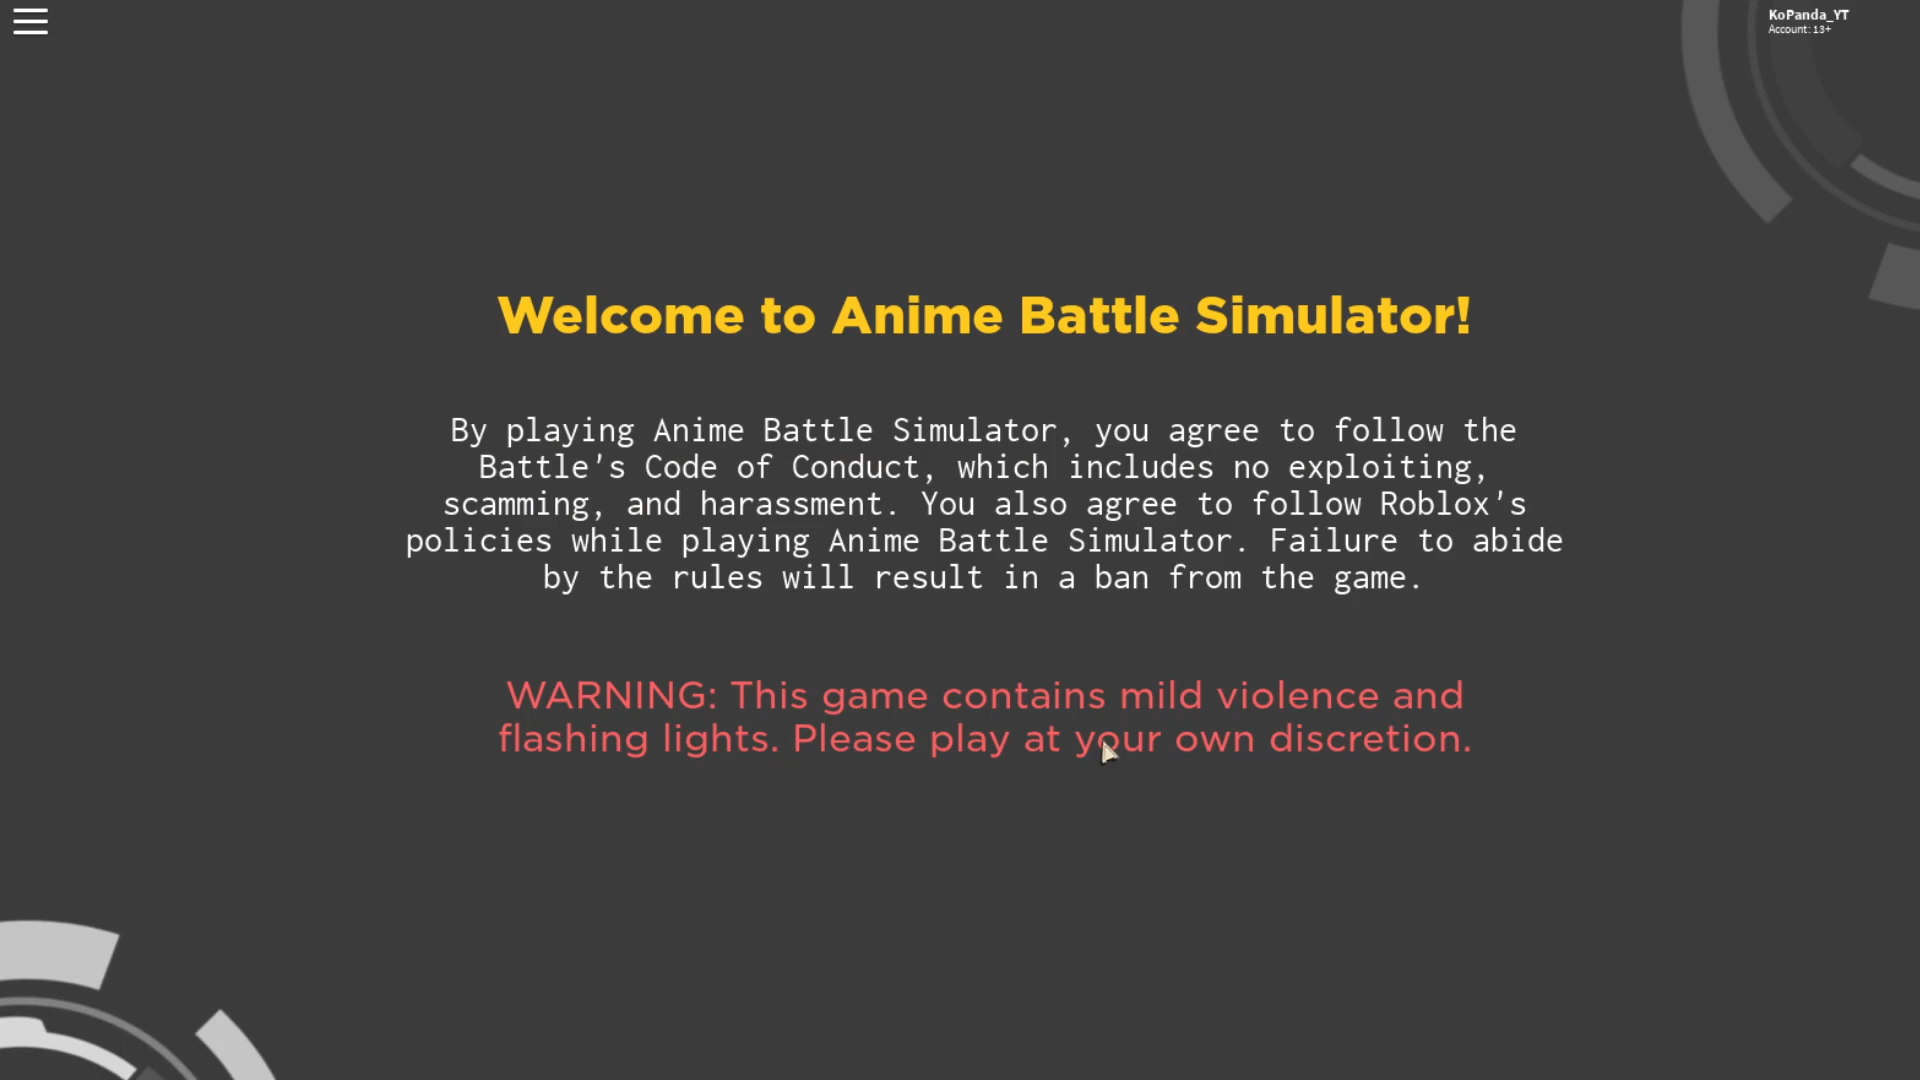 KoPanda_YT
Account: 13+
Welcome to Anime Battle Simulator!
By playing Anime Battle Simulator, you agree to follow the
Battle's Code of Conduct, which includes no exploiting,
scamming, and harassment. You also agree to follow Roblox's
policies while playing Anime Battle Simulator. Failure to abide
by the rules will result in a ban from the game.
WARNING: This game contains mild violence and
flashing lights. Please play at your own discretion.